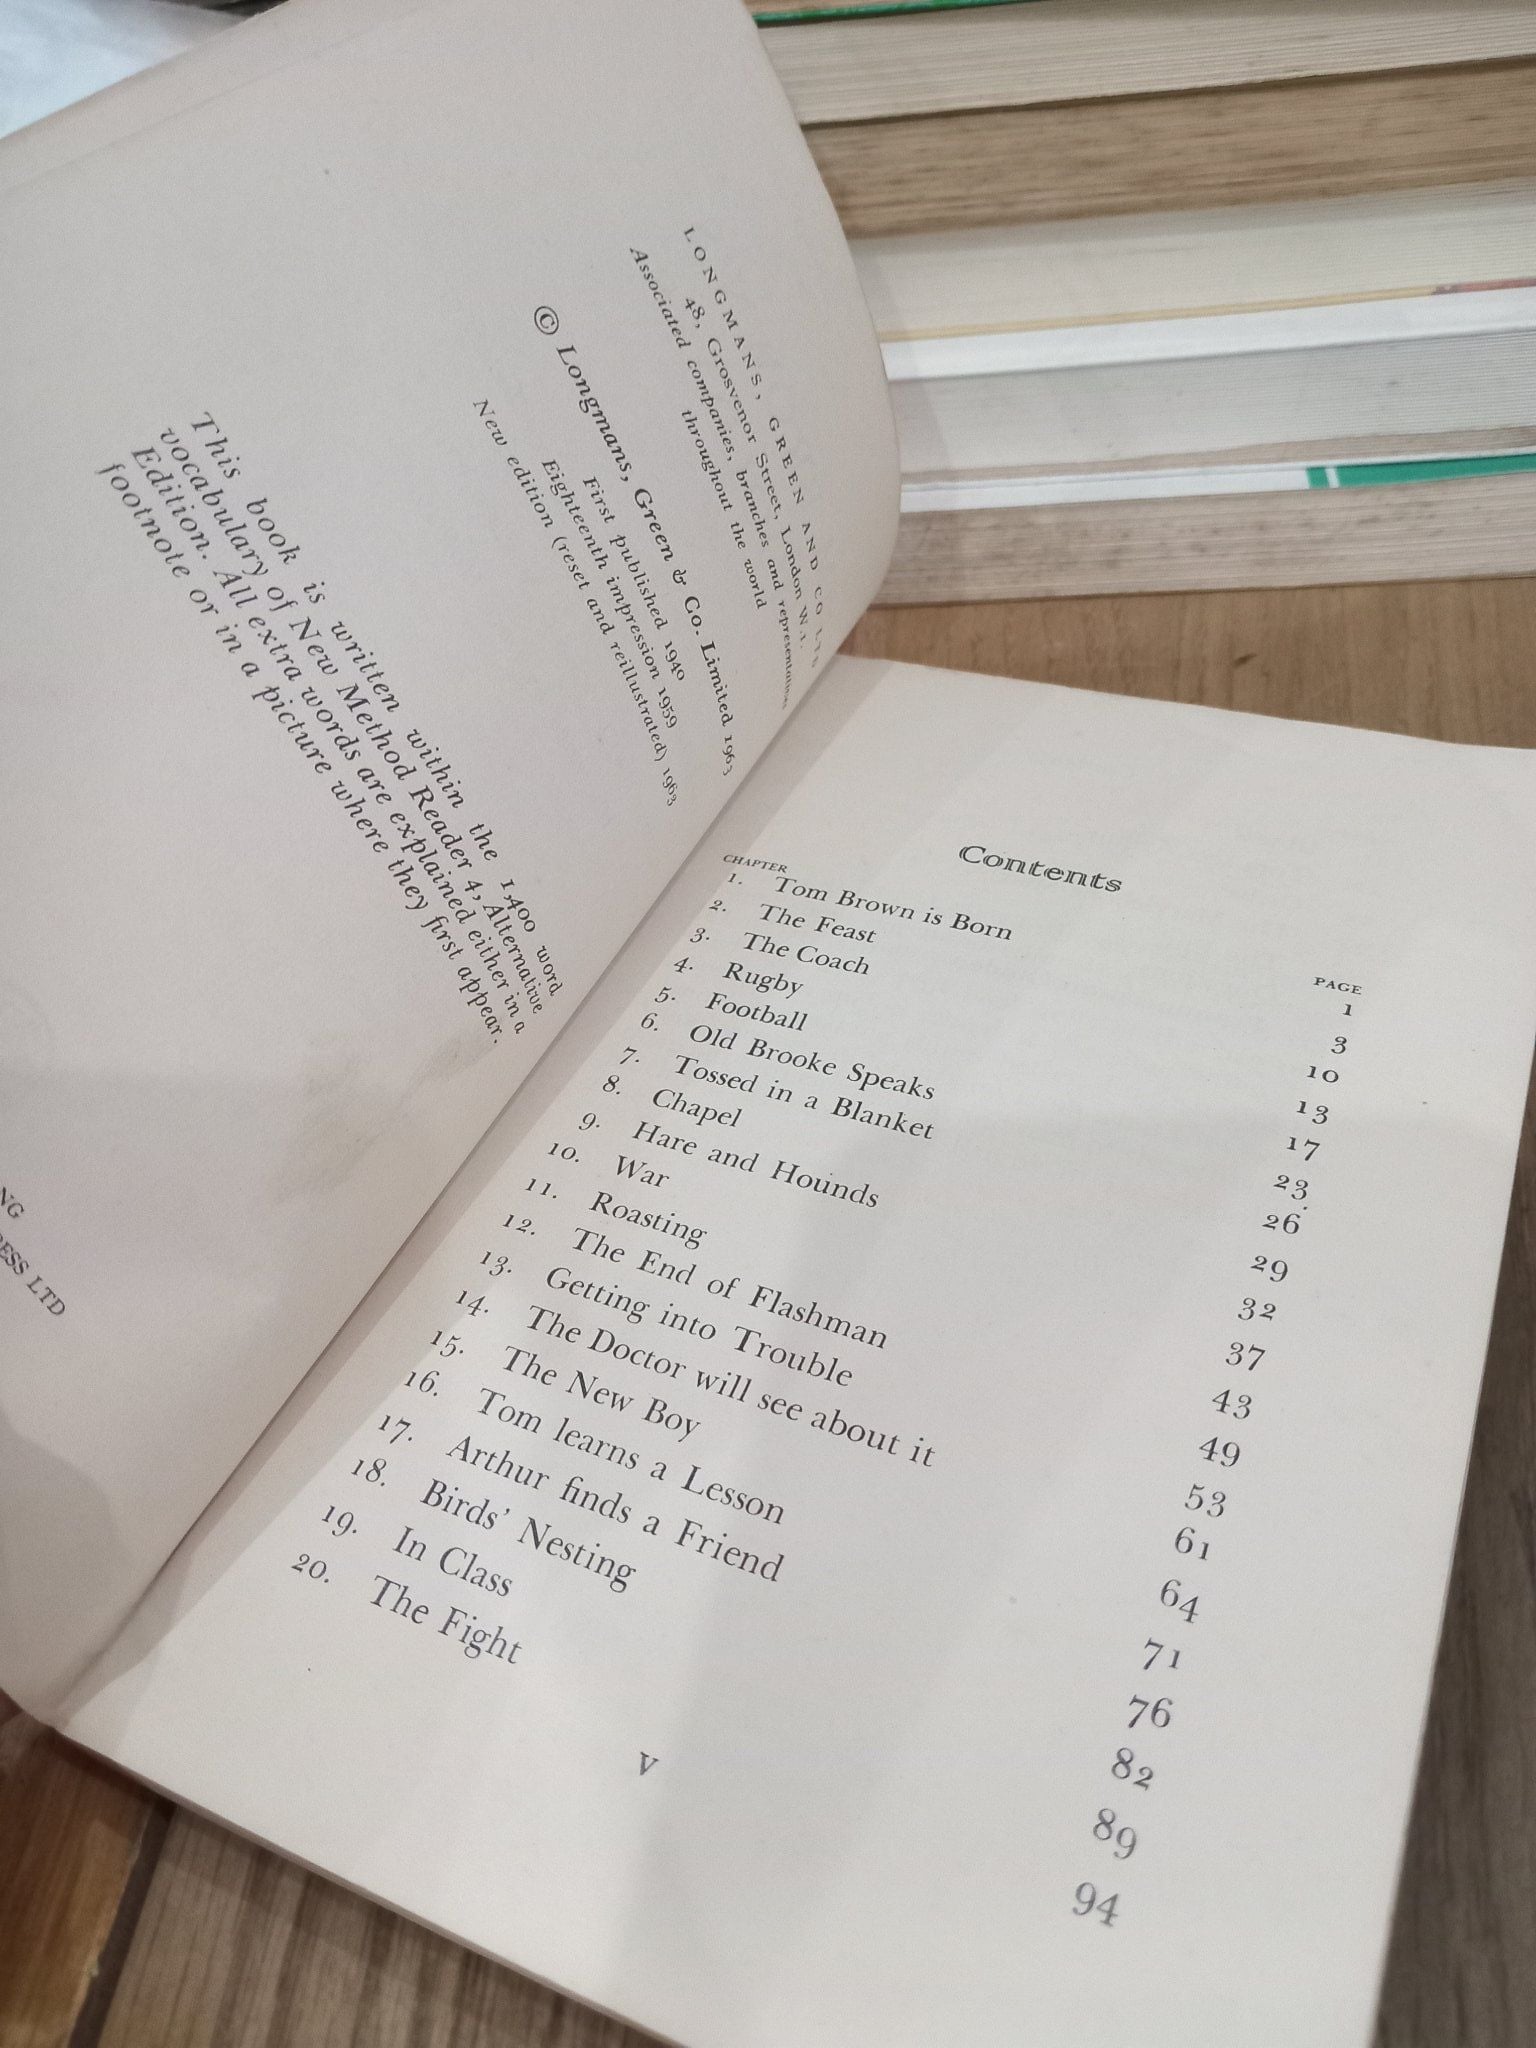 LONGMANS, GREEN AND CO LTD
48, Grosvenor Street, London W.1.
Associated companies, branches and representatives
throughout the world
© Longmans, Green & Co. Limited 1963
First published 1940
Eighteenth impression 1959
New edition (reset and reillustrated) 1963
This book is written within the 1,400 word
vocabulary of New Method Reader 4, Alternative
Edition. All extra words are explained either in a
footnote or in a picture where they first appear.
LTD
Contents
CHAPTER PAGE
1. Tom Brown is Born 1
2. The Feast 3
3. The Coach 10
4. Rugby 13
5. Football 17
6. Old Brooke Speaks 23
7. Tossed in a Blanket 26
8. Chapel 29
9. Hare and Hounds 32
10. War 37
11. Roasting 43
12. The End of Flashman 49
13. Getting into Trouble 53
14. The Doctor will see about it 61
15. The New Boy 64
16. Tom learns a Lesson 71
17. Arthur finds a Friend 76
18. Birds' Nesting 82
19. In Class 89
20. The Fight 94
v